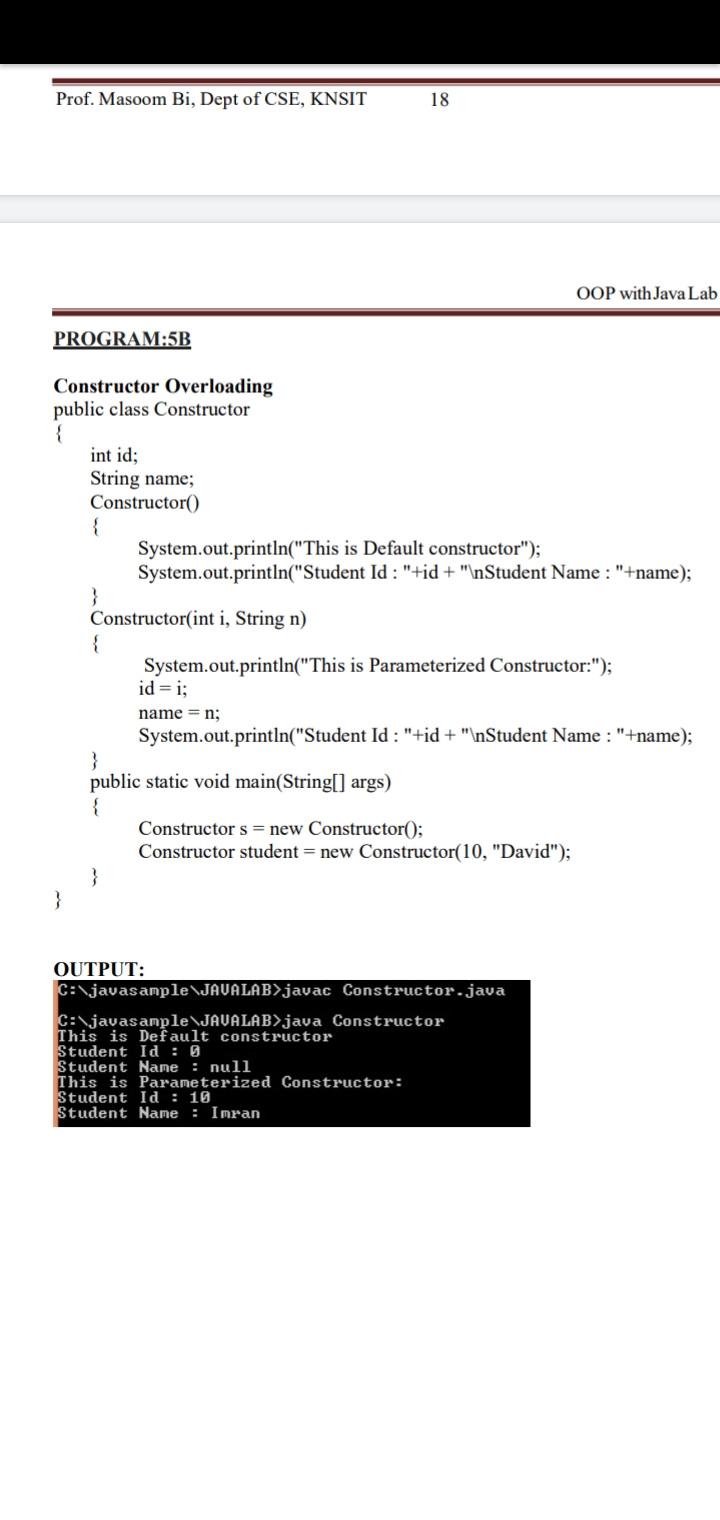 Prof. Masoom Bi, Dept of CSE, KNSIT 18
OOP with Java Lab
PROGRAM:5B
Constructor Overloading
public class Constructor
{
int id;
String name;
Constructor()
{
System.out.println("This is Default constructor");
System.out.println("Student Id : "+id + "\nStudent Name : "+name);
}
Constructor(int i, String n)
{
System.out.println("This is Parameterized Constructor:");
id = i;
name = n;
System.out.println("Student Id : "+id + "\nStudent Name : "+name);
}
public static void main(String[] args)
{
Constructor s = new Constructor();
Constructor student = new Constructor(10, "David");
}
}
OUTPUT:
C:\javasample\JAVALAB>javac Constructor.java
C:\javasample\JAVALAB>java Constructor
This is Default constructor
Student Id : 0
Student Name : null
This is Parameterized Constructor:
Student Id : 10
Student Name : Imran